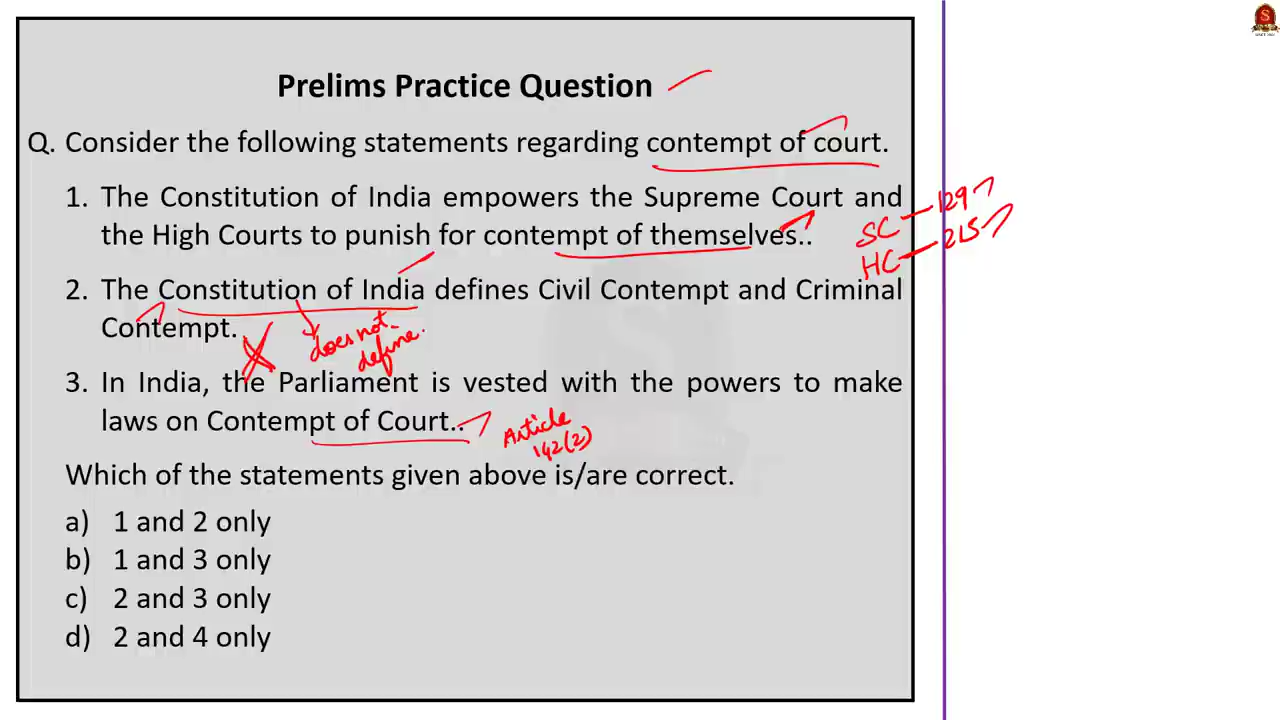 Prelims Practice Question
Q. Consider the following statements regarding contempt of court.
1. The Constitution of India empowers the Supreme Court and
the High Courts to punish for contempt of themselves..
SC — 129
HC — 215
2. The Constitution of India defines Civil Contempt and Criminal
Contempt.
does not
define.
3. In India, the Parliament is vested with the powers to make
laws on Contempt of Court..
Article
142(2)
Which of the statements given above is/are correct.
a) 1 and 2 only
b) 1 and 3 only
c) 2 and 3 only
d) 2 and 4 only
S